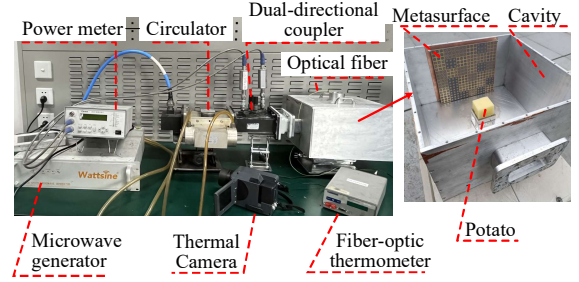 Dual-directional
coupler
Power meter
Circulator
Optical fiber
Metasurface
Cavity
Wattsine
Microwave
generator
Thermal
Camera
Fiber-optic
thermometer
Potato